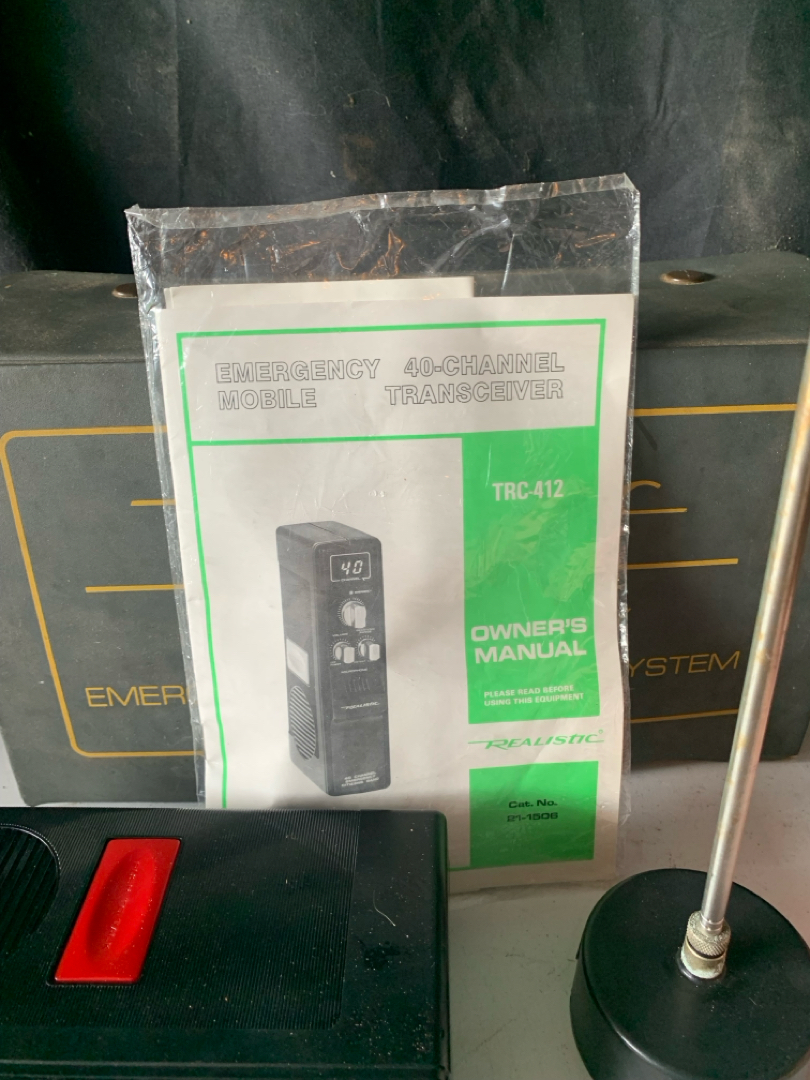 EMERGENCY 40-CHANNEL
MOBILE TRANSCEIVER
TRC-412
40
OWNER'S
MANUAL
PLEASE READ BEFORE
USING THIS EQUIPMENT
REALISTIC
REALISTIC
Cat. No.
21-1506
EMER
YSTEM